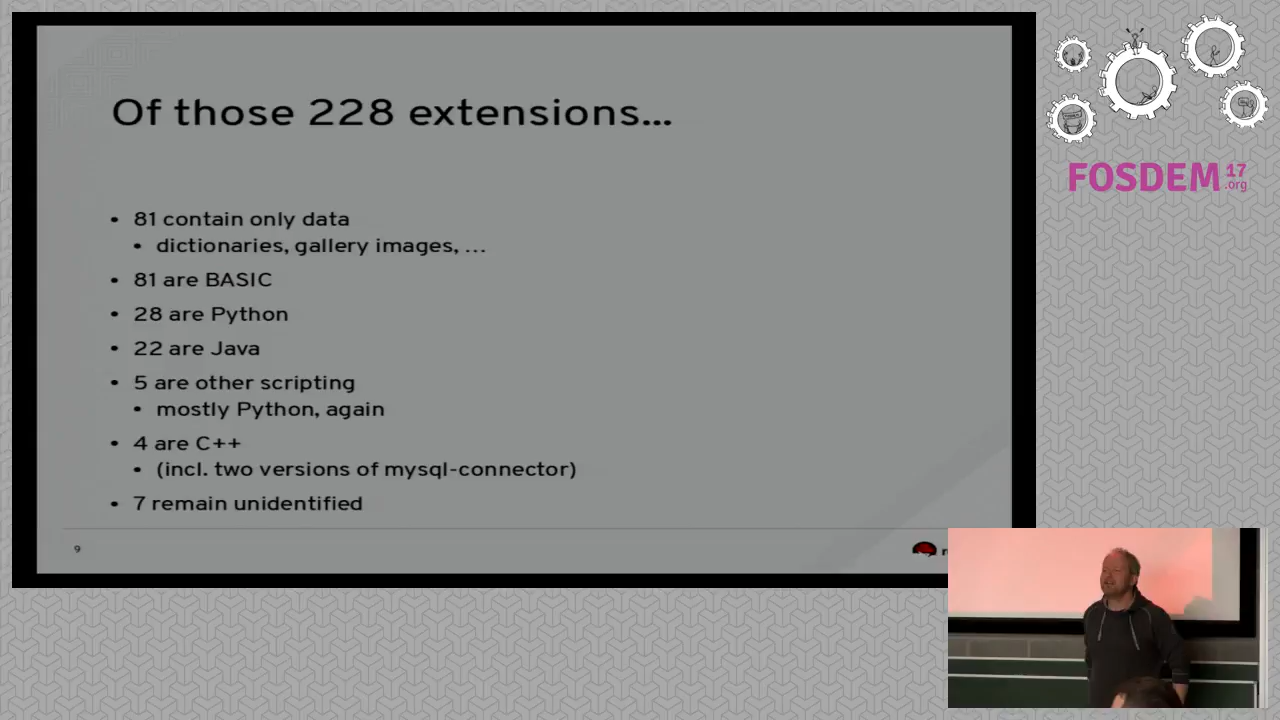 Of those 228 extensions...
• 81 contain only data
• dictionaries, gallery images, ...
• 81 are BASIC
• 28 are Python
• 22 are Java
• 5 are other scripting
• mostly Python, again
• 4 are C++
• (incl. two versions of mysql-connector)
• 7 remain unidentified
9
FOSDEM 17
.org